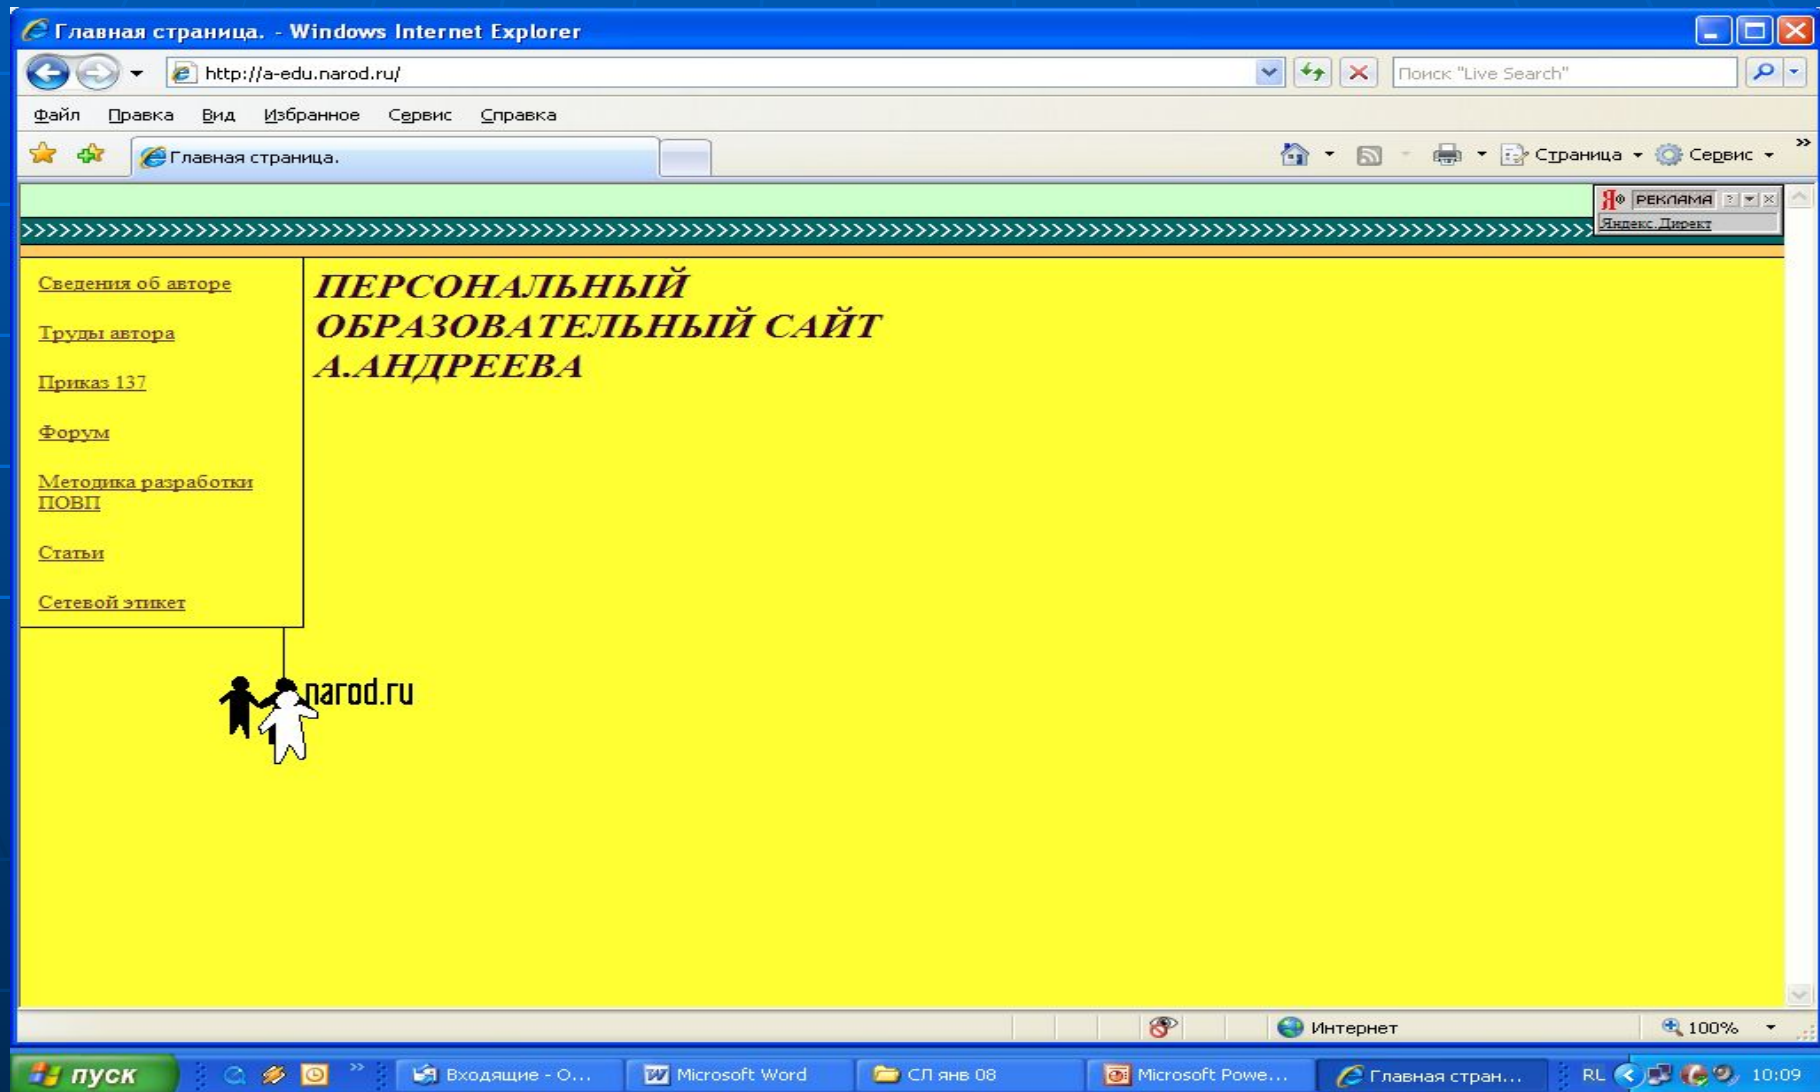 Главная страница. - Windows Internet Explorer
http://a-edu.narod.ru/
Поиск "Live Search"
Файл Правка Вид Избранное Сервис Справка
Главная страница.
Страница Сервис »
Я РЕКЛАМА ?
Яндекс.Директ
»»»»»»»»»»»»»»»»»»»»»»»»»»»»»»»»»»»»»»»»
Сведения об авторе
Труды автора
Приказ 137
Форум
Методика разработки
ПОВП
Статьи
Сетевой этикет
ПЕРСОНАЛЬНЫЙ
ОБРАЗОВАТЕЛЬНЫЙ САЙТ
А.АНДРЕЕВА
narod.ru
Интернет
100%
пуск
»
Входящие - O...
Microsoft Word
СЛ янв 08
Microsoft Powe...
Главная стран...
RL
10:09